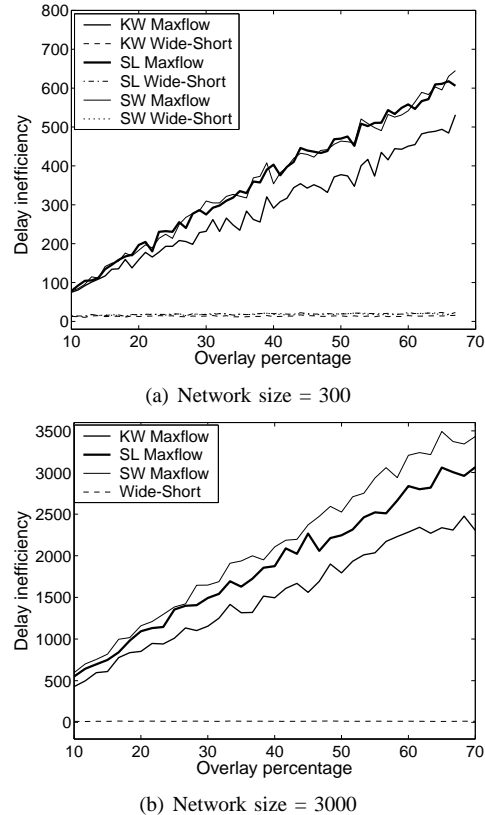 800
700
600
500
400
300
200
100
0
Delay inefficiency
KW Maxflow
KW Wide-Short
SL Maxflow
SL Wide-Short
SW Maxflow
SW Wide-Short
10 20 30 40 50 60 70
Overlay percentage
(a) Network size = 300
3500
3000
2500
2000
1500
1000
500
0
Delay inefficiency
KW Maxflow
SL Maxflow
SW Maxflow
Wide-Short
10 20 30 40 50 60 70
Overlay percentage
(b) Network size = 3000